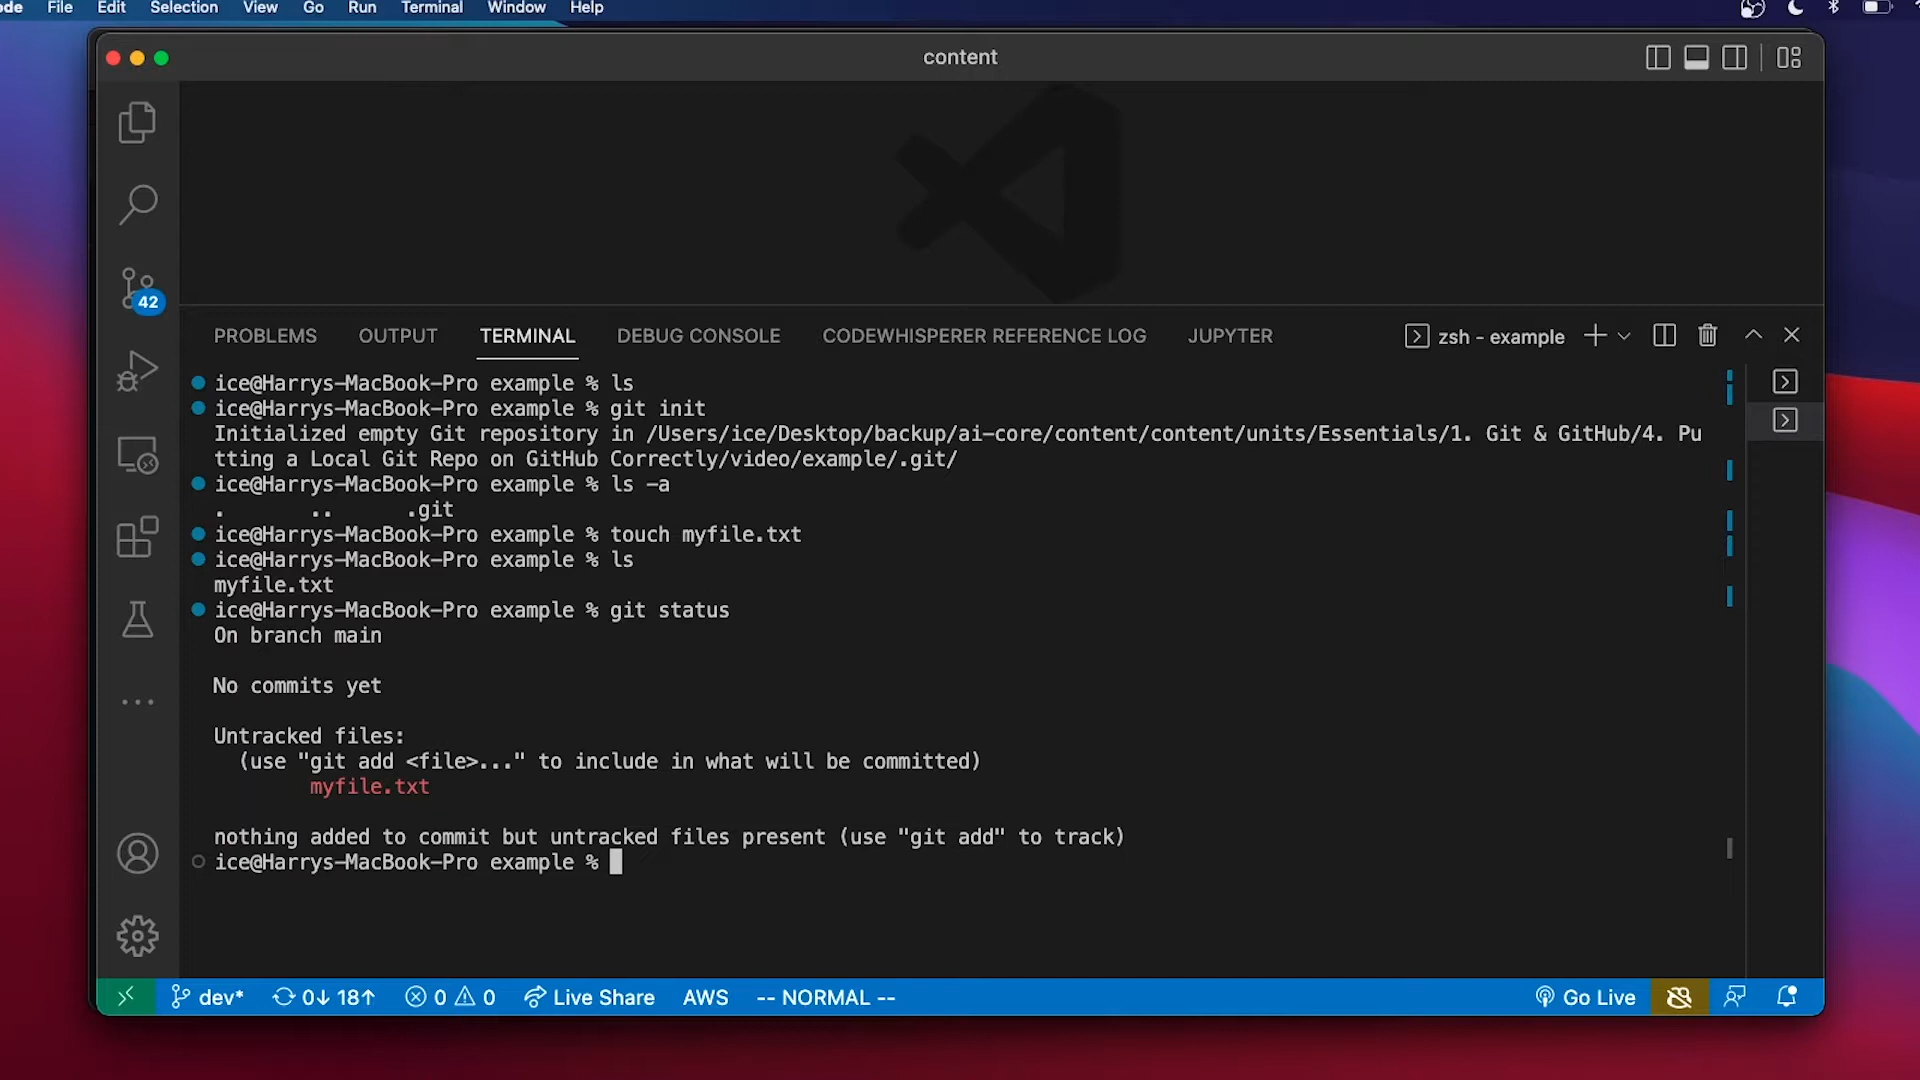 ode File Edit Selection View Go Run Terminal Window Help
content
42
PROBLEMS OUTPUT TERMINAL DEBUG CONSOLE CODEWHISPERER REFERENCE LOG JUPYTER zsh - example
ice@Harrys-MacBook-Pro example % ls
ice@Harrys-MacBook-Pro example % git init
Initialized empty Git repository in /Users/ice/Desktop/backup/ai-core/content/content/units/Essentials/1. Git & GitHub/4. Pu
tting a Local Git Repo on GitHub Correctly/video/example/.git/
ice@Harrys-MacBook-Pro example % ls -a
. .. .git
ice@Harrys-MacBook-Pro example % touch myfile.txt
ice@Harrys-MacBook-Pro example % ls
myfile.txt
ice@Harrys-MacBook-Pro example % git status
On branch main
No commits yet
Untracked files:
(use "git add <file>..." to include in what will be committed)
myfile.txt
nothing added to commit but untracked files present (use "git add" to track)
ice@Harrys-MacBook-Pro example %
dev* 0↓ 18↑ 0 0 Live Share AWS -- NORMAL -- Go Live